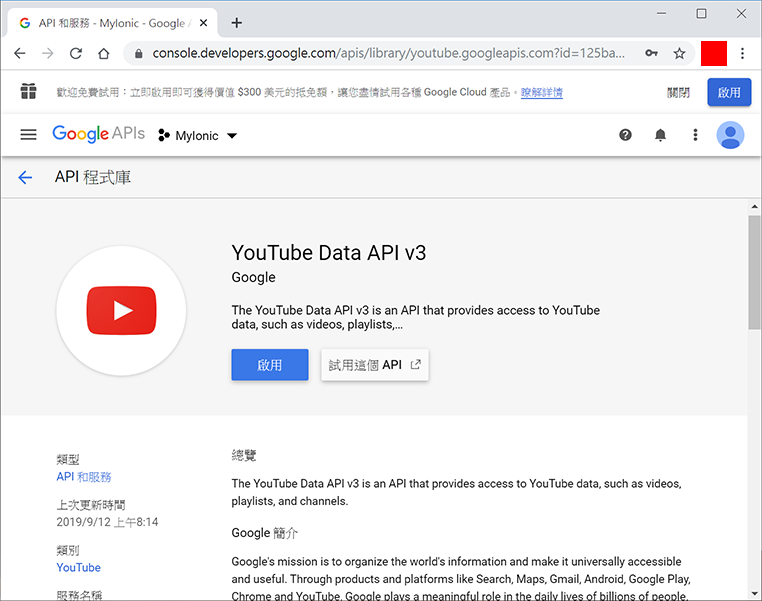 API 和服務 - MyIonic - Google A
console.developers.google.com/apis/library/youtube.googleapis.com?id=125ba...
歡迎免費試用：立即啟用即可獲得價值 $300 美元的抵免額，讓您盡情試用各種 Google Cloud 產品。瞭解詳情
關閉
啟用
Google APIs
MyIonic
API 程式庫
YouTube Data API v3
Google
The YouTube Data API v3 is an API that provides access to YouTube
data, such as videos, playlists,...
啟用
試用這個 API
類型
API 和服務
上次更新時間
2019/9/12 上午8:14
類別
YouTube
服務名稱
總覽
The YouTube Data API v3 is an API that provides access to YouTube data, such as videos,
playlists, and channels.
Google 簡介
Google's mission is to organize the world's information and make it universally accessible
and useful. Through products and platforms like Search, Maps, Gmail, Android, Google Play,
Chrome and YouTube, Google plays a meaningful role in the daily lives of billions of people.